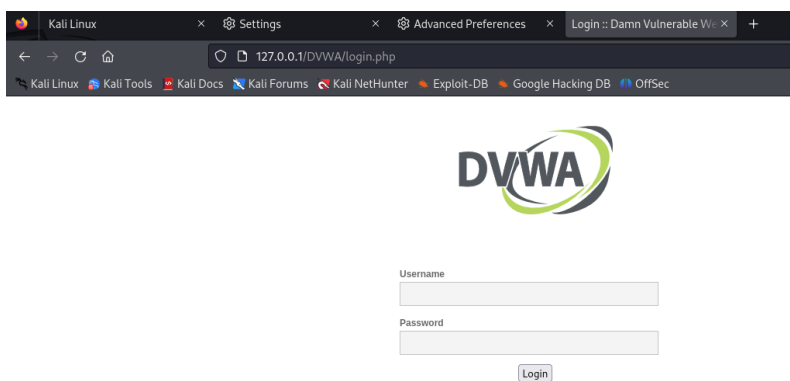 Kali Linux Settings Advanced Preferences Login :: Damn Vulnerable We
127.0.0.1/DVWA/login.php
Kali Linux Kali Tools Kali Docs Kali Forums Kali NetHunter Exploit-DB Google Hacking DB OffSec
DVWA
Username
Password
Login